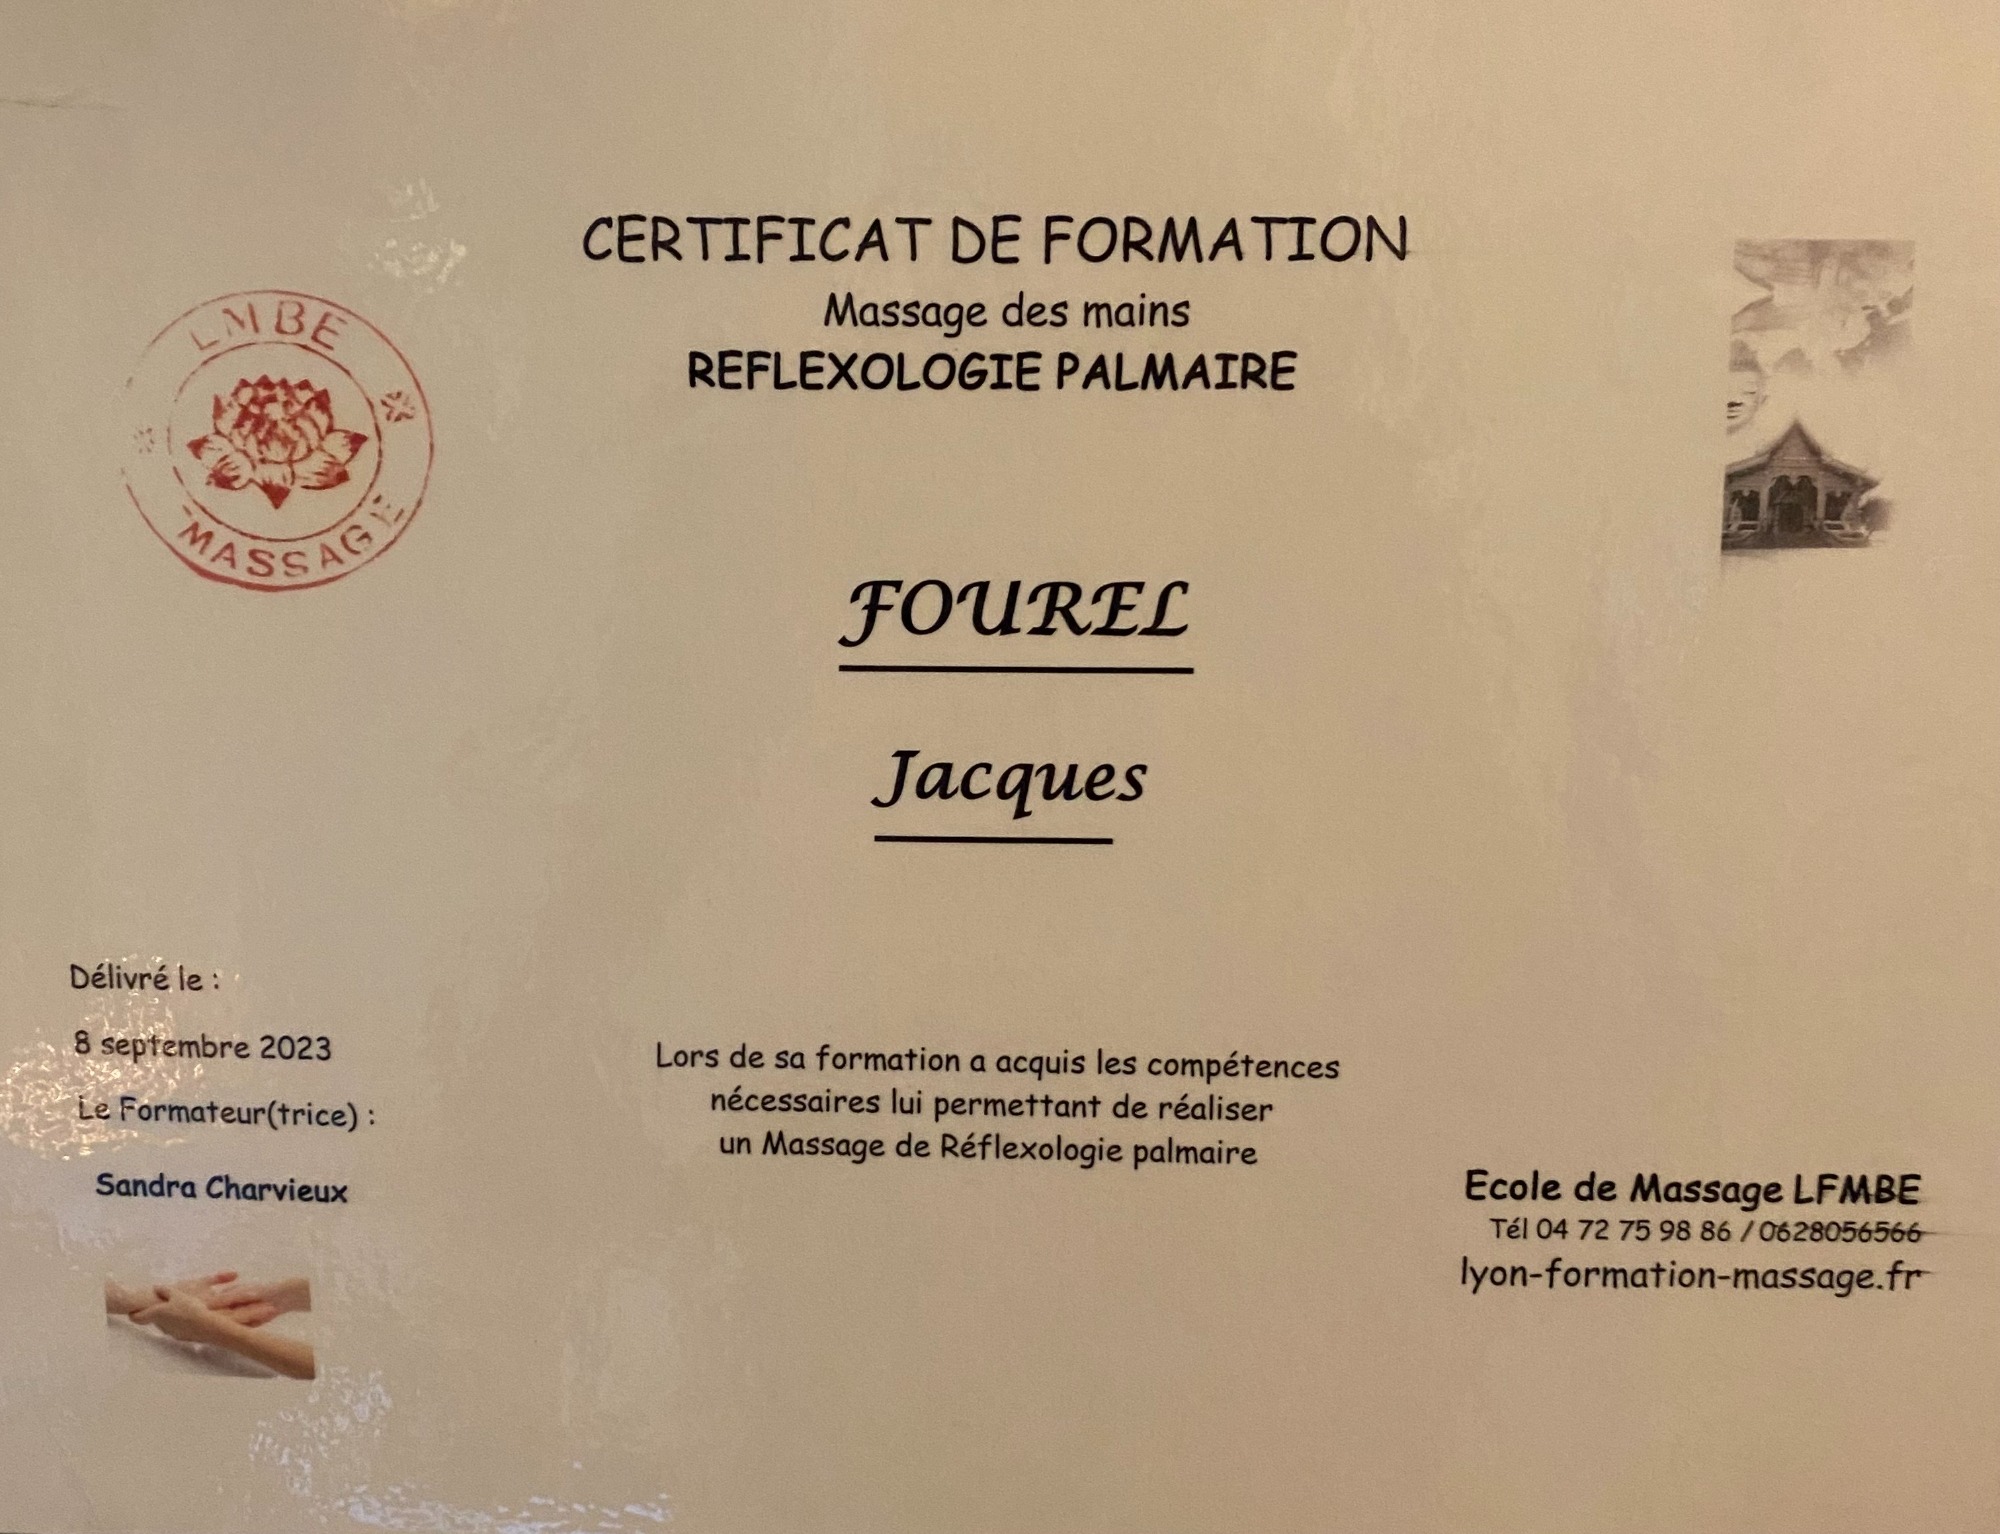 CERTIFICAT DE FORMATION
Massage des mains
REFLEXOLOGIE PALMAIRE
LMBE
MASSAGE
FOUREL
Jacques
Délivré le :
8 septembre 2023
Le Formateur(trice) :
Sandra Charvieux
Lors de sa formation a acquis les compétences
nécessaires lui permettant de réaliser
un Massage de Réflexologie palmaire
Ecole de Massage LFMBE
Tél 04 72 75 98 86 / 0628056566
lyon-formation-massage.fr